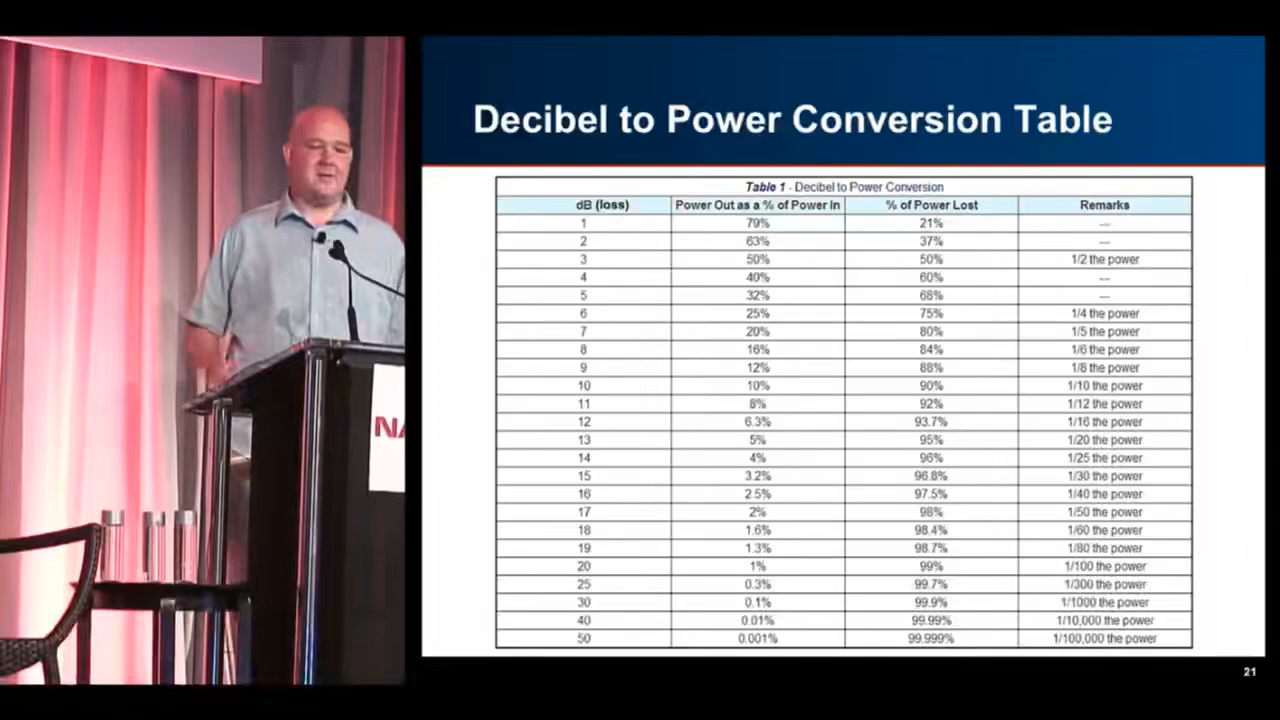 Decibel to Power Conversion Table
Table 1 - Decibel to Power Conversion
dB (loss) Power Out as a % of Power In % of Power Lost Remarks
1 79% 21% ---
2 63% 37% ---
3 50% 50% 1/2 the power
4 40% 60% ---
5 32% 68% ---
6 25% 75% 1/4 the power
7 20% 80% 1/5 the power
8 16% 84% 1/6 the power
9 12% 88% 1/8 the power
10 10% 90% 1/10 the power
11 8% 92% 1/12 the power
12 6.3% 93.7% 1/16 the power
13 5% 95% 1/20 the power
14 4% 96% 1/25 the power
15 3.2% 96.8% 1/30 the power
16 2.5% 97.5% 1/40 the power
17 2% 98% 1/50 the power
18 1.6% 98.4% 1/60 the power
19 1.3% 98.7% 1/80 the power
20 1% 99% 1/100 the power
25 0.3% 99.7% 1/300 the power
30 0.1% 99.9% 1/1000 the power
40 0.01% 99.99% 1/10,000 the power
50 0.001% 99.999% 1/100,000 the power
NA
21